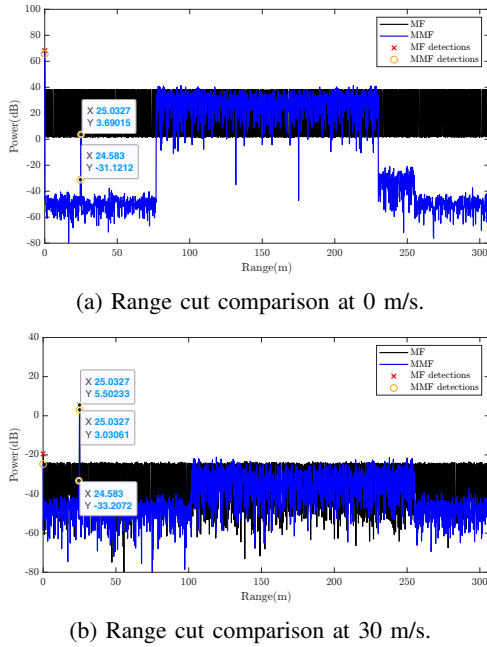 MF
MMF
MF detections
MMF detections
X 25.0327
Y 3.69015
X 24.583
Y -31.1212
Power(dB)
100
80
60
40
20
0
-20
-40
-60
-80
0 50 100 150 200 250 300
Range(m)
(a) Range cut comparison at 0 m/s.
MF
MMF
MF detections
MMF detections
X 25.0327
Y 5.50233
X 25.0327
Y 3.03061
X 24.583
Y -33.2072
Power(dB)
40
20
0
-20
-40
-60
-80
0 50 100 150 200 250 300
Range(m)
(b) Range cut comparison at 30 m/s.